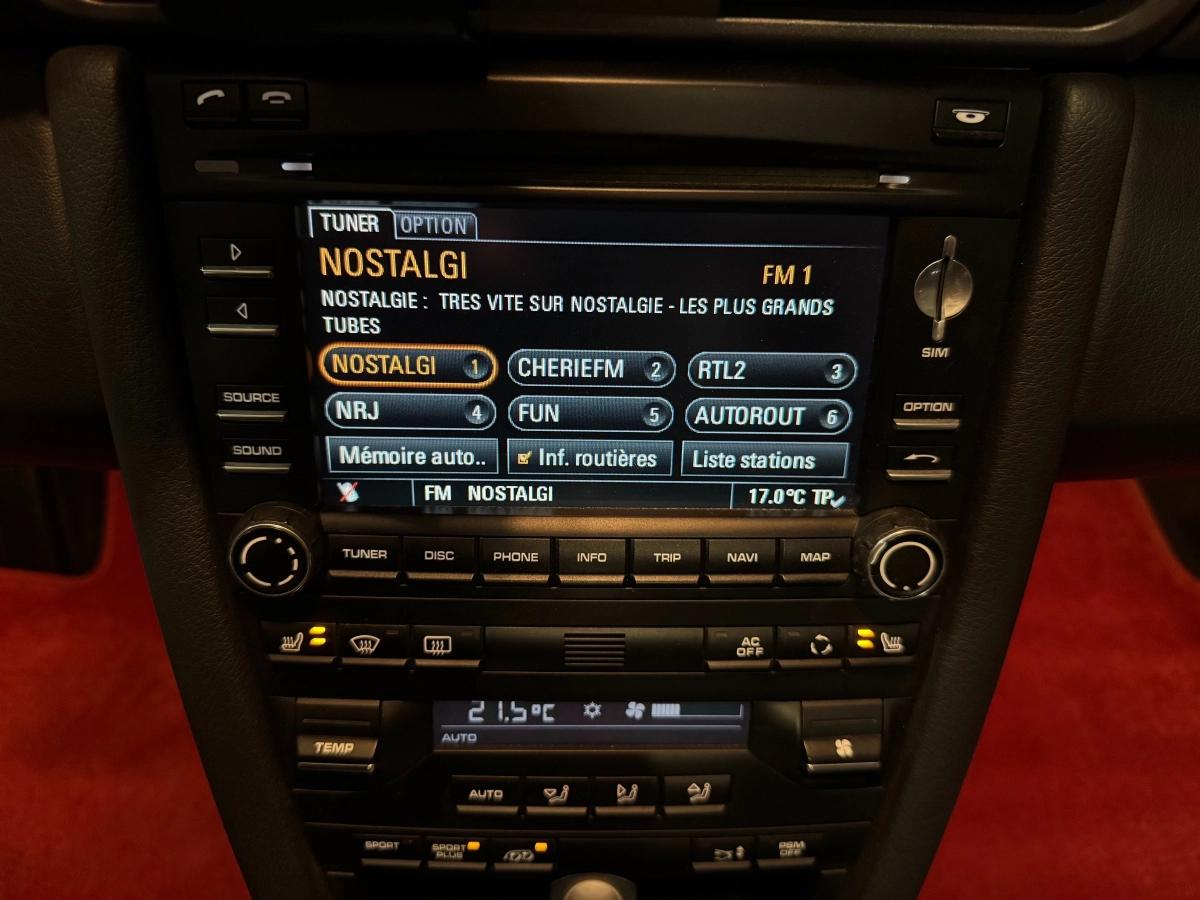 TUNER OPTION
NOSTALGI FM 1
NOSTALGIE : TRES VITE SUR NOSTALGIE - LES PLUS GRANDS
TUBES
SIM
NOSTALGI 1 CHERIEFM 2 RTL2 3
SOURCE NRJ 4 FUN 5 AUTOROUT 6 OPTION
SOUND Mémoire auto.. Inf. routières Liste stations
FM NOSTALGI 17.0°C TP
TUNER DISC PHONE INFO TRIP NAVI MAP
AC
OFF
21.5°C
AUTO
TEMP
AUTO
SPORT SPORT PLUS PSM OFF